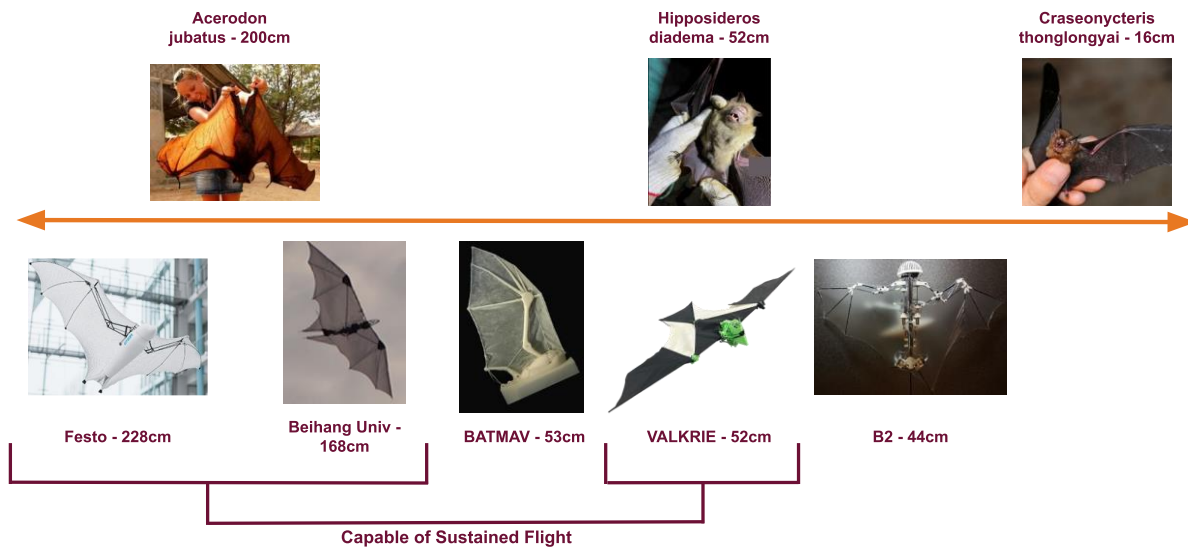 Acerodon
jubatus - 200cm
Hipposideros
diadema - 52cm
Craseonycteris
thonglongyai - 16cm
Festo - 228cm
Beihang Univ -
168cm
BATMAV - 53cm
VALKRIE - 52cm
B2 - 44cm
Capable of Sustained Flight